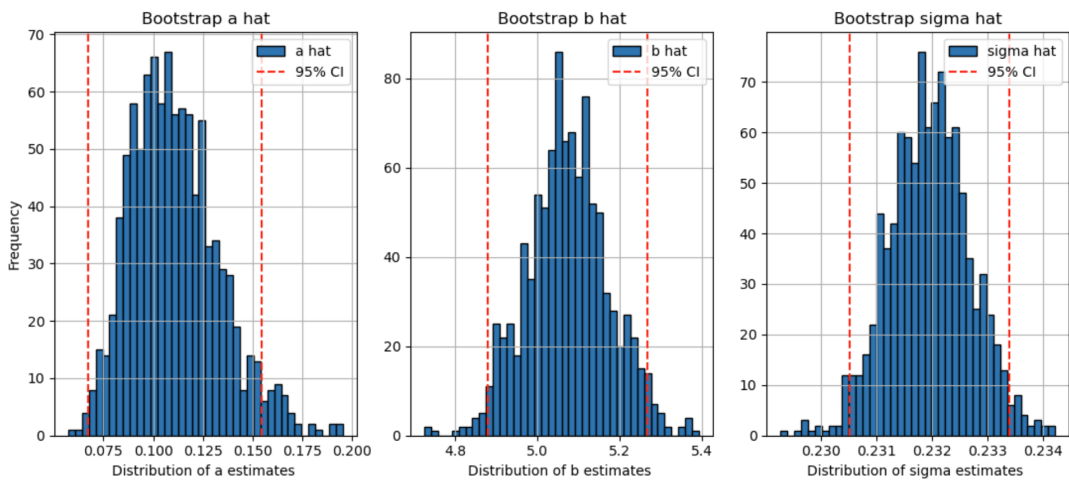 Bootstrap a hat
a hat
95% CI
Frequency
70
60
50
40
30
20
10
0
0.075 0.100 0.125 0.150 0.175 0.200
Distribution of a estimates
Bootstrap b hat
b hat
95% CI
80
60
40
20
0
4.8 5.0 5.2 5.4
Distribution of b estimates
Bootstrap sigma hat
sigma hat
95% CI
70
60
50
40
30
20
10
0
0.230 0.231 0.232 0.233 0.234
Distribution of sigma estimates